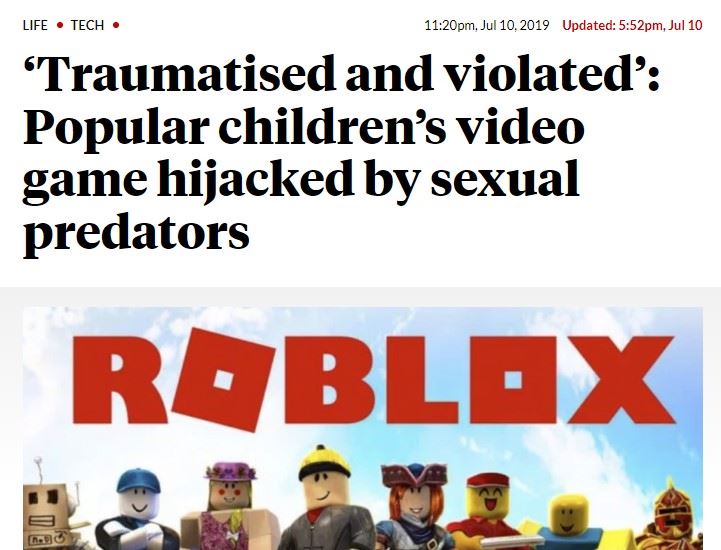 LIFE • TECH •
11:20pm, Jul 10, 2019 Updated: 5:52pm, Jul 10
‘Traumatised and violated’:
Popular children’s video
game hijacked by sexual
predators
ROBLOX